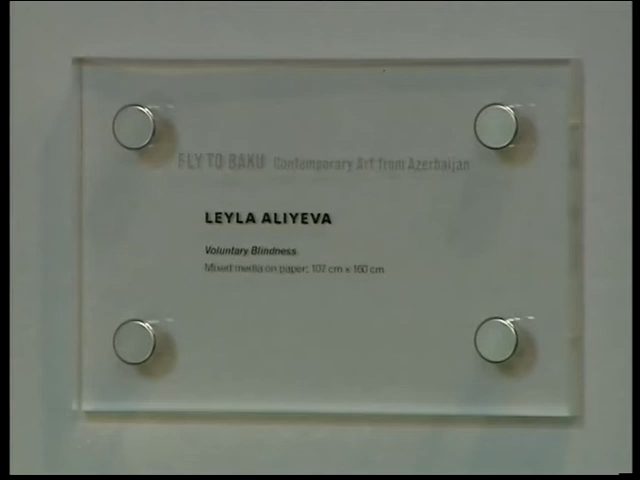 FLY TO BAKU Contemporary Art from Azerbaijan
LEYLA ALIYEVA
Voluntary Blindness
Mixed media on paper; 107 cm x 160 cm